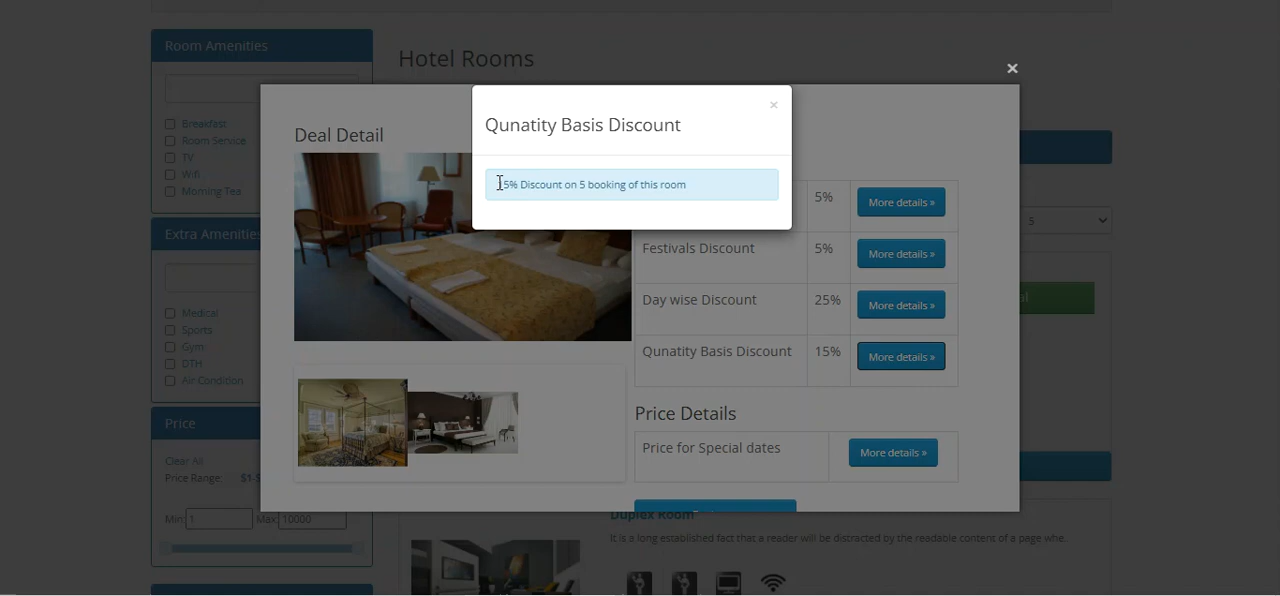 Room Amenities
Hotel Rooms
×
Breakfast
Room Service
TV
Wifi
Morning Tea
Extra Amenities
Medical
Sports
Gym
DTH
Air Condition
Price
Clear All
Price Range:
Min
1
Max
10000
Deal Detail
×
Qunatity Basis Discount
5% Discount on 5 booking of this room
5%
More details »
Festivals Discount
5%
More details »
Day wise Discount
25%
More details »
Qunatity Basis Discount
15%
More details »
Price Details
Price for Special dates
More details »
5
Duplex Room
It is a long established fact that a reader will be distracted by the readable content of a page whe.